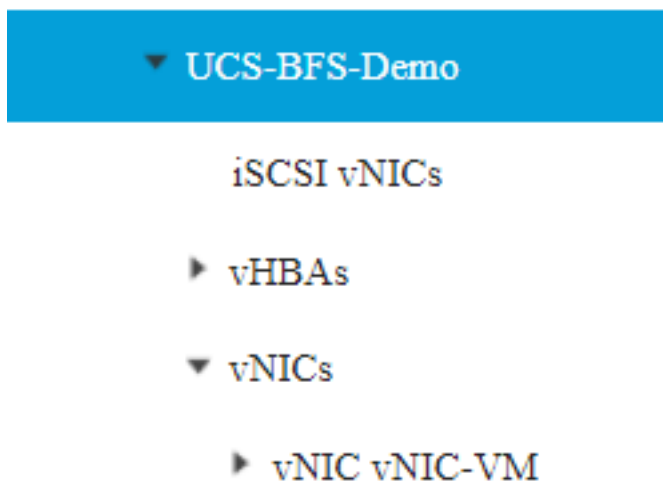 UCS-BFS-Demo
iSCSI vNICs
vHBAs
vNICs
vNIC vNIC-VM